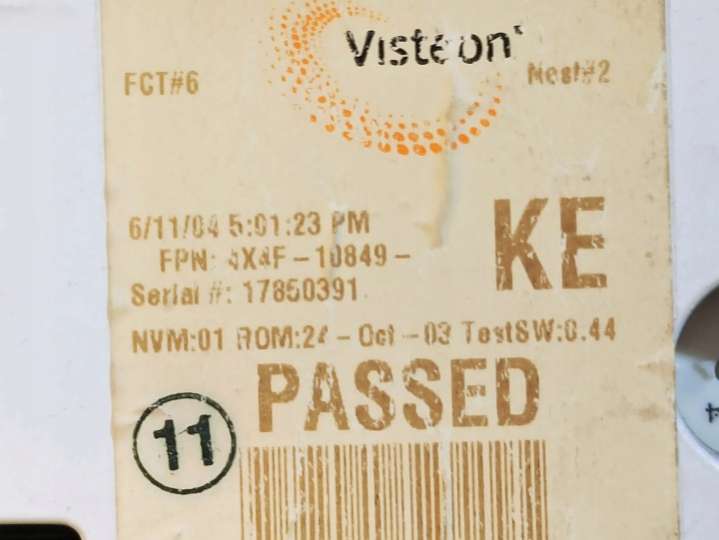 Visteon
FCT#6
Nest#2
6/11/04 5:01:23 PM
KE
FPN: 4X4F-10849-
Serial #: 17850391
NVM:01 ROM:24-Oct-03 TestSW:0.44
PASSED
11